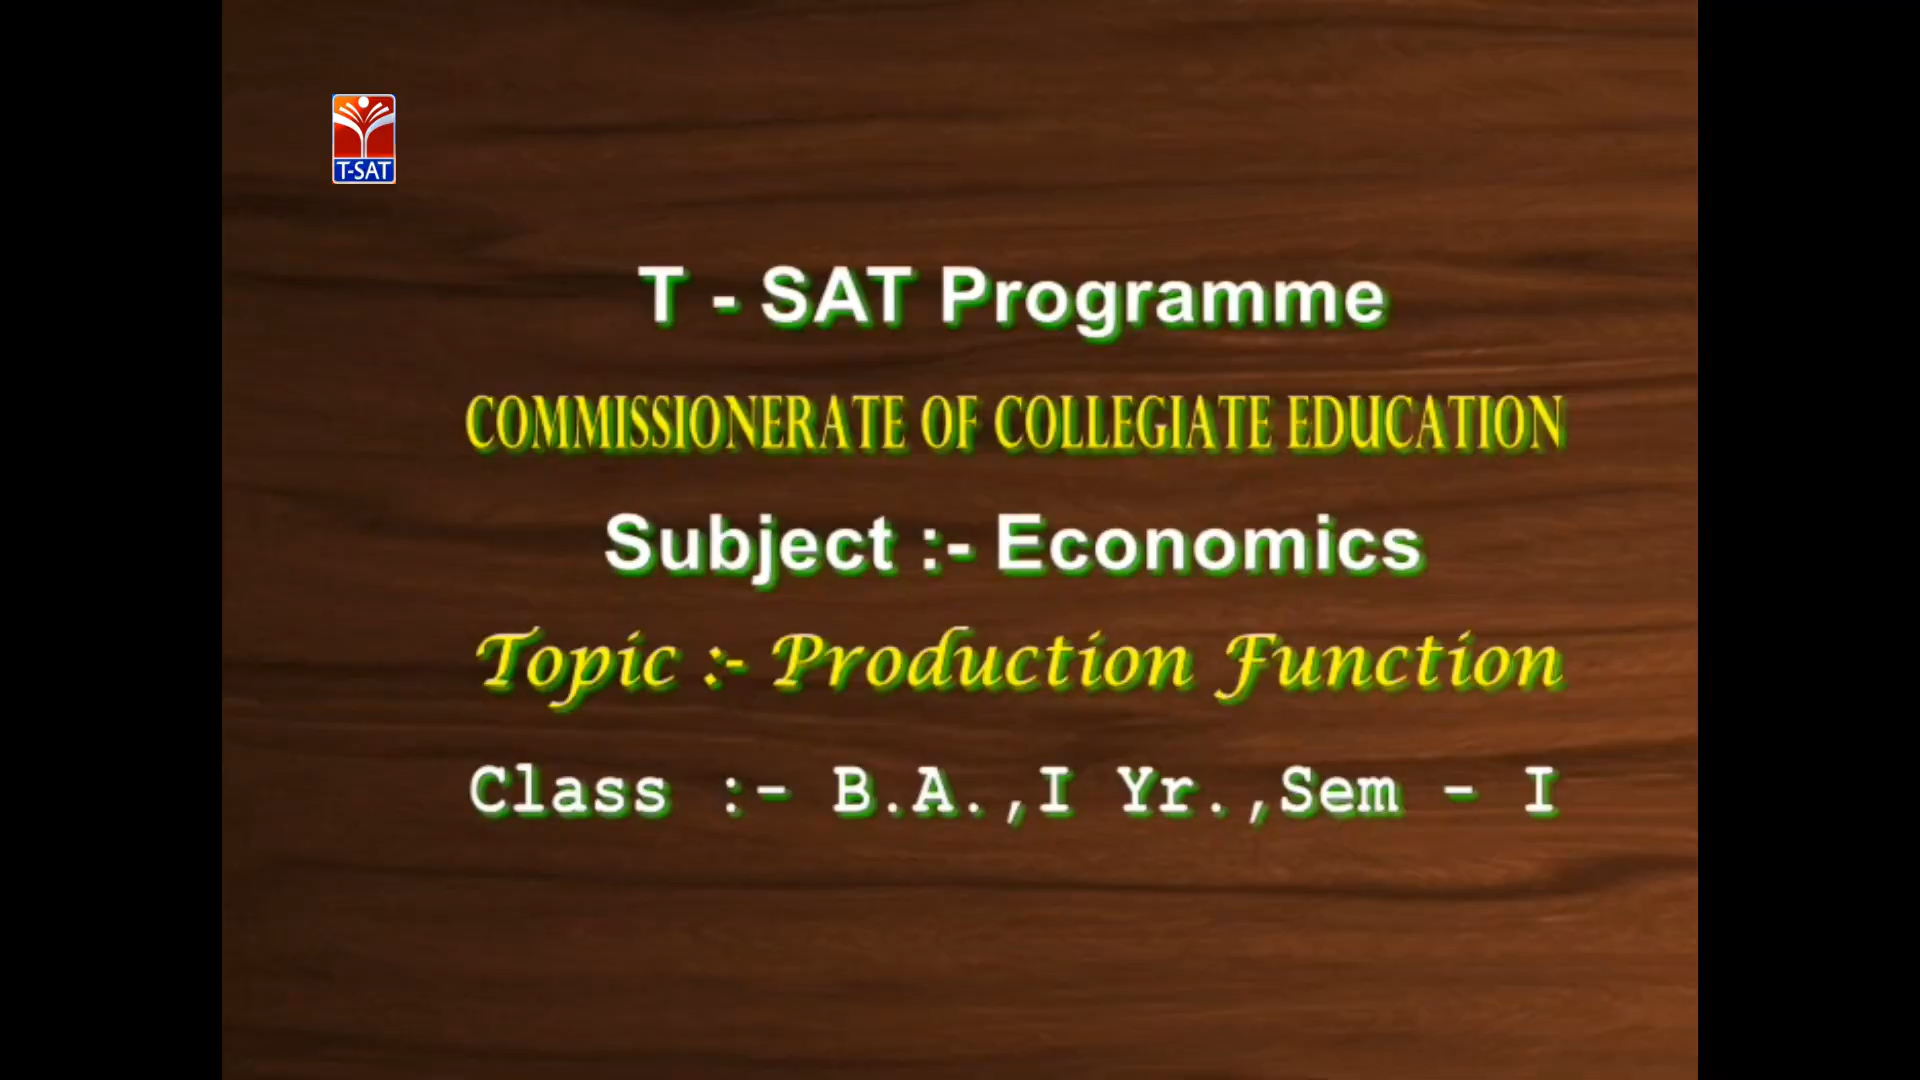 T-SAT
T - SAT Programme
COMMISSIONERATE OF COLLEGIATE EDUCATION
Subject :- Economics
Topic :- Production Function
Class :- B.A.,I Yr.,Sem - I